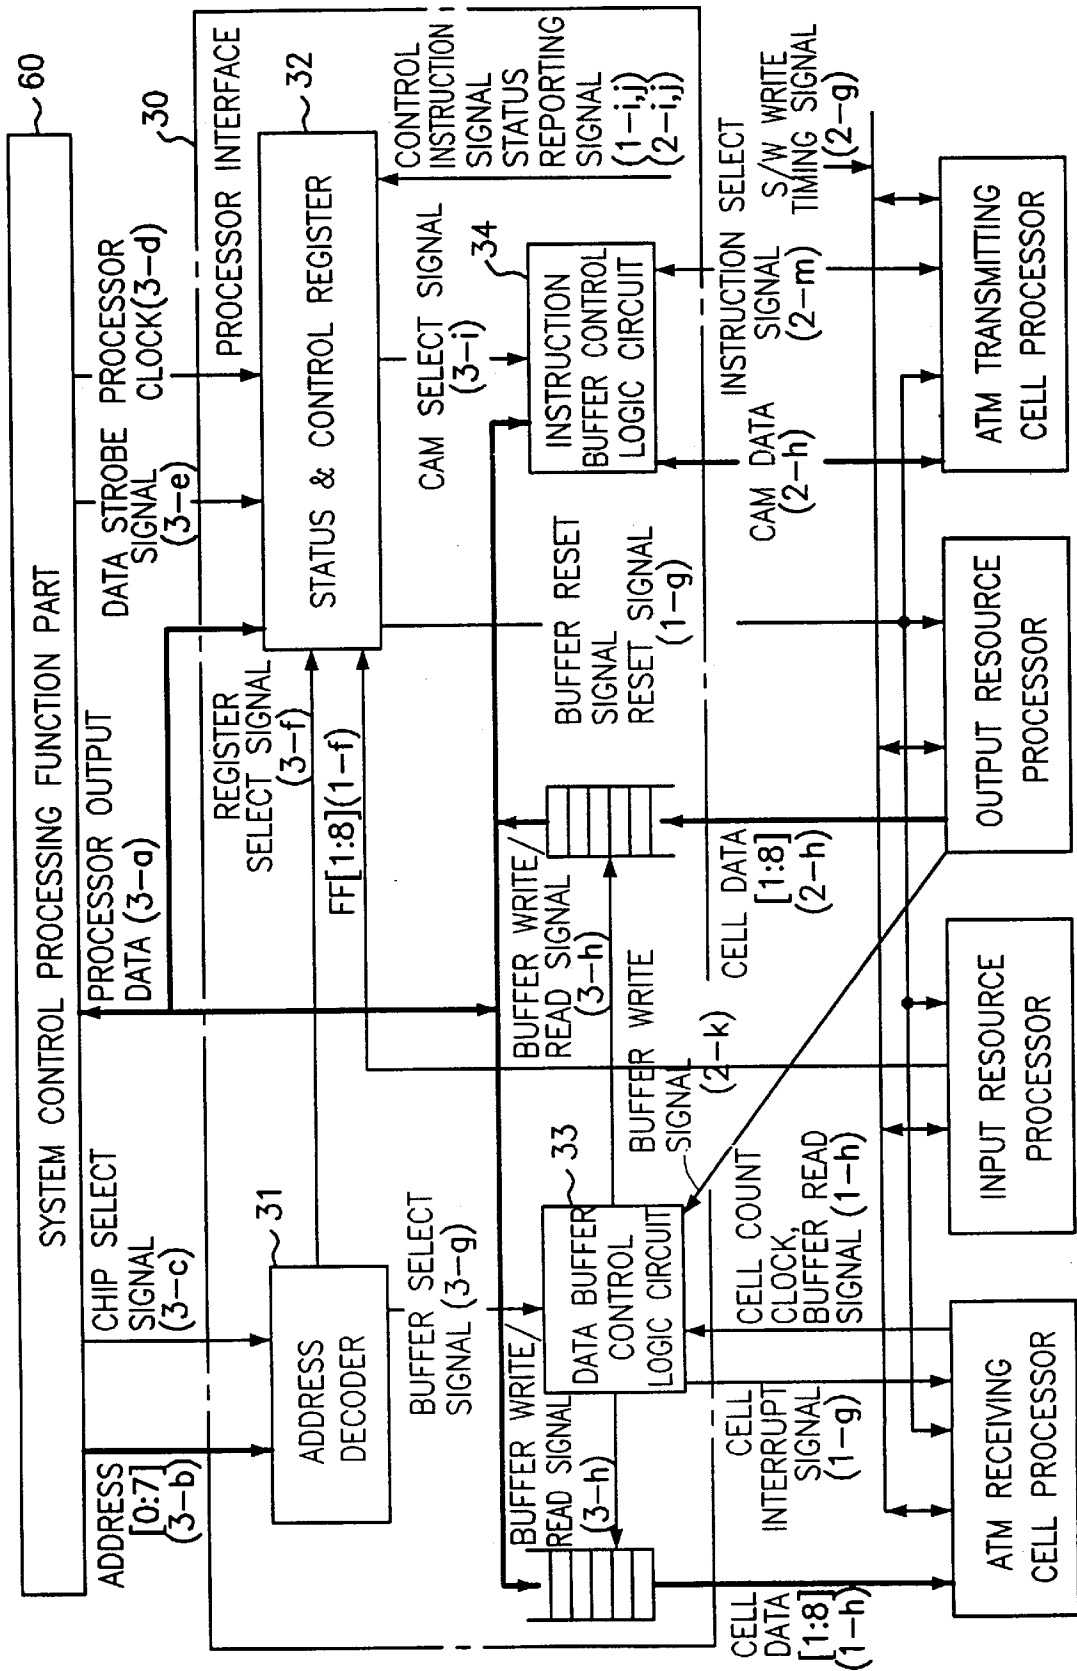 SYSTEM CONTROL PROCESSING FUNCTION PART
60
ADDRESS
[0:7]
(3-b)
CHIP SELECT
SIGNAL
(3-c)
PROCESSOR OUTPUT
DATA (3-a)
DATA STROBE
SIGNAL
(3-e)
PROCESSOR
CLOCK(3-d)
30
PROCESSOR INTERFACE
31
ADDRESS
DECODER
REGISTER
SELECT SIGNAL
(3-f)
FF[1:8](1-f)
32
STATUS & CONTROL REGISTER
CONTROL
INSTRUCTION
SIGNAL
STATUS
REPORTING
SIGNAL
(1-i,j)
(2-i,j)
BUFFER SELECT
SIGNAL (3-g)
CAM SELECT SIGNAL
(3-i)
BUFFER WRITE/
READ SIGNAL
(3-h)
33
DATA BUFFER
CONTROL
LOGIC CIRCUIT
BUFFER WRITE/
READ SIGNAL
(3-h)
BUFFER WRITE
SIGNAL
(2-k)
BUFFER RESET
SIGNAL
RESET SIGNAL
(1-g)
34
INSTRUCTION
BUFFER CONTROL
LOGIC CIRCUIT
CELL
DATA
[1:8]
(1-h)
CELL
INTERRUPT
SIGNAL
(1-g)
CELL COUNT
CLOCK,
BUFFER READ
SIGNAL (1-h)
CELL DATA
[1:8]
(2-h)
CAM DATA
(2-h)
INSTRUCTION SELECT
SIGNAL
(2-m)
S/W WRITE
TIMING SIGNAL
(2-g)
ATM RECEIVING
CELL PROCESSOR
INPUT RESOURCE
PROCESSOR
OUTPUT RESOURCE
PROCESSOR
ATM TRANSMITTING
CELL PROCESSOR